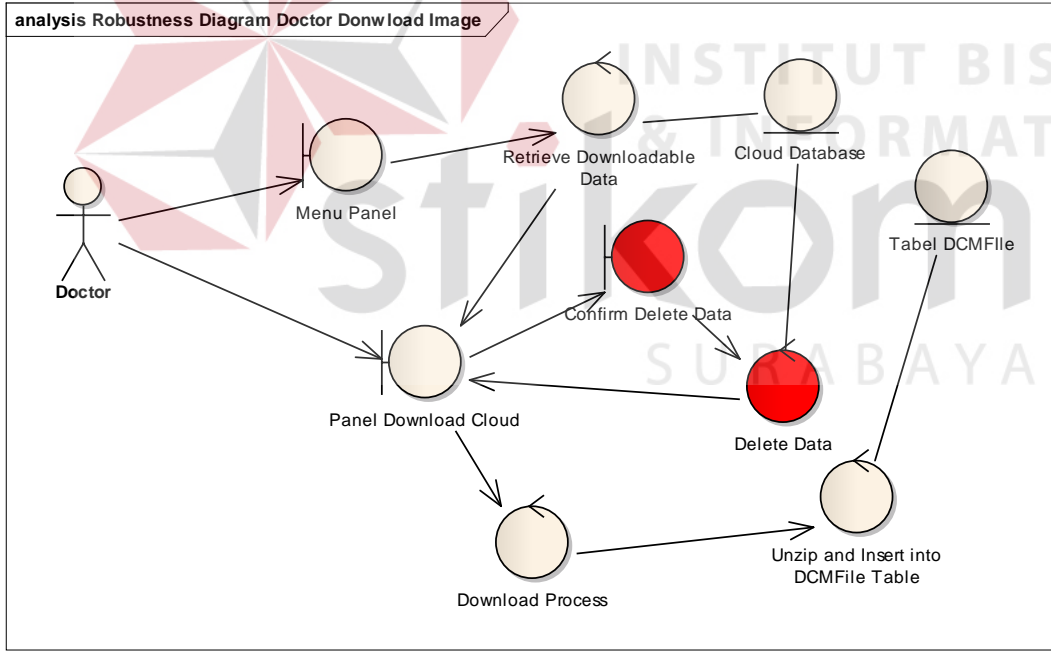 analysis Robustness Diagram Doctor Donwload Image
INSTITUT BIS
& INFORMAT
stikom
SURABAYA
Retrieve Downloadable
Data
Cloud Database
Menu Panel
Tabel DCMFIle
Doctor
Confirm Delete Data
Panel Download Cloud
Delete Data
Unzip and Insert into
DCMFile Table
Download Process